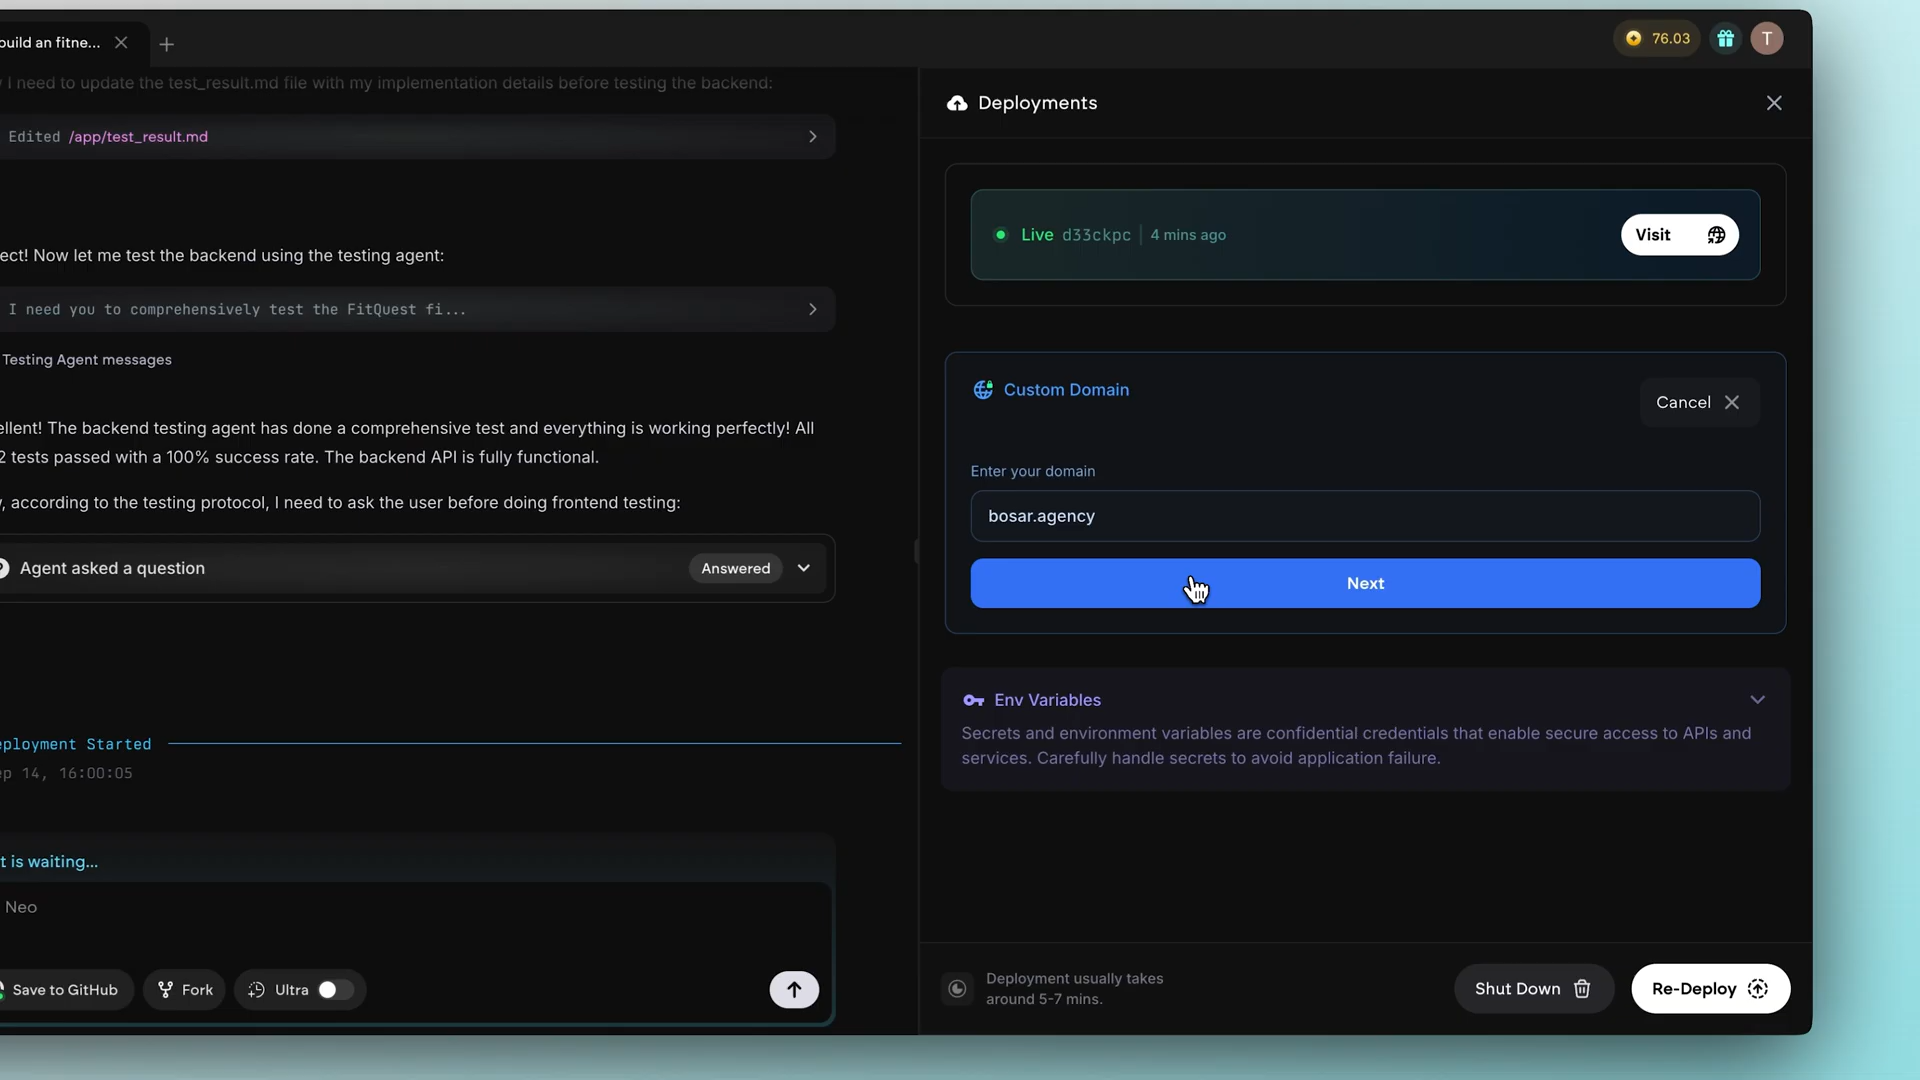 build an fitne...
76.03
T
I need to update the test_result.md file with my implementation details before testing the backend:
Edited /app/test_result.md
ect! Now let me test the backend using the testing agent:
I need you to comprehensively test the FitQuest fi...
Testing Agent messages
ellent! The backend testing agent has done a comprehensive test and everything is working perfectly! All
2 tests passed with a 100% success rate. The backend API is fully functional.
, according to the testing protocol, I need to ask the user before doing frontend testing:
Agent asked a question
Answered
eployment Started
ep 14, 16:00:05
t is waiting...
Neo
Save to GitHub
Fork
Ultra
Deployments
Live d33ckpc | 4 mins ago
Visit
Custom Domain
Cancel
Enter your domain
bosar.agency
Next
Env Variables
Secrets and environment variables are confidential credentials that enable secure access to APIs and
services. Carefully handle secrets to avoid application failure.
Deployment usually takes
around 5-7 mins.
Shut Down
Re-Deploy